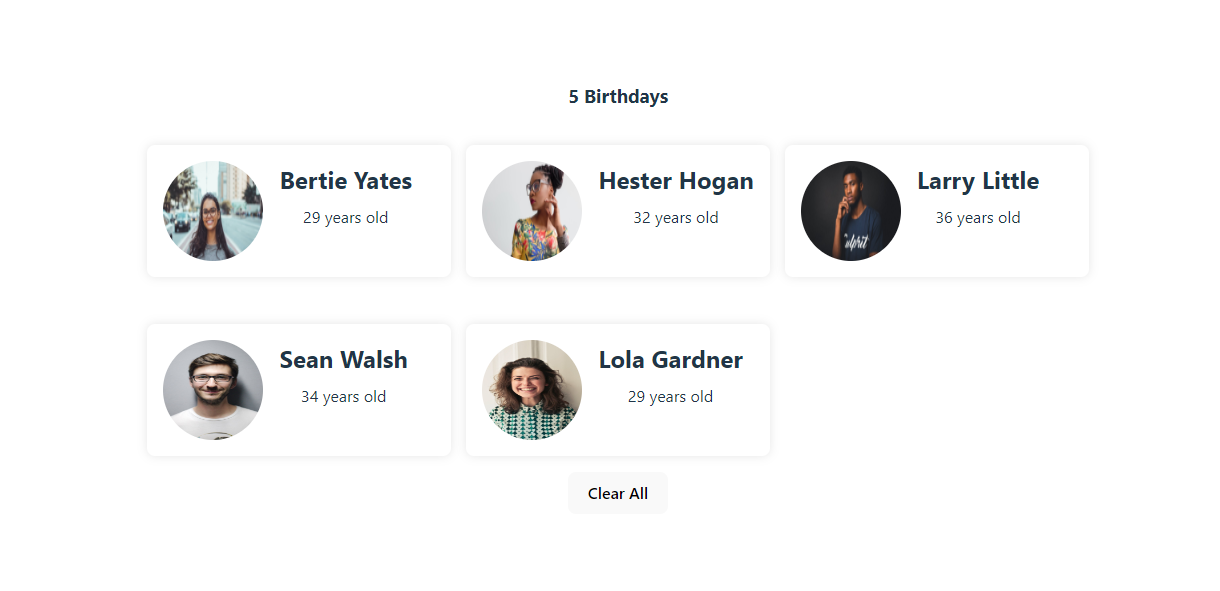 5 Birthdays
Bertie Yates
29 years old
Hester Hogan
32 years old
Larry Little
36 years old
Sean Walsh
34 years old
Lola Gardner
29 years old
Clear All